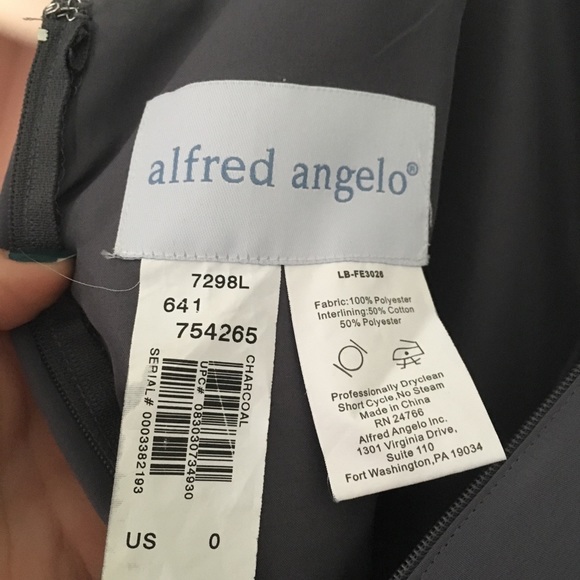 alfred angelo®
7298L
641
754265
CHARCOAL
UPC# 083030734930
SERIAL# 0003382193
US 0
LB-FE3026
Fabric:100% Polyester
Interlining:50% Cotton
50% Polyester
Professionally Dryclean
Short Cycle,No Steam
Made in China
RN 24766
Alfred Angelo Inc.
1301 Virginia Drive,
Suite 110
Fort Washington,PA 19034